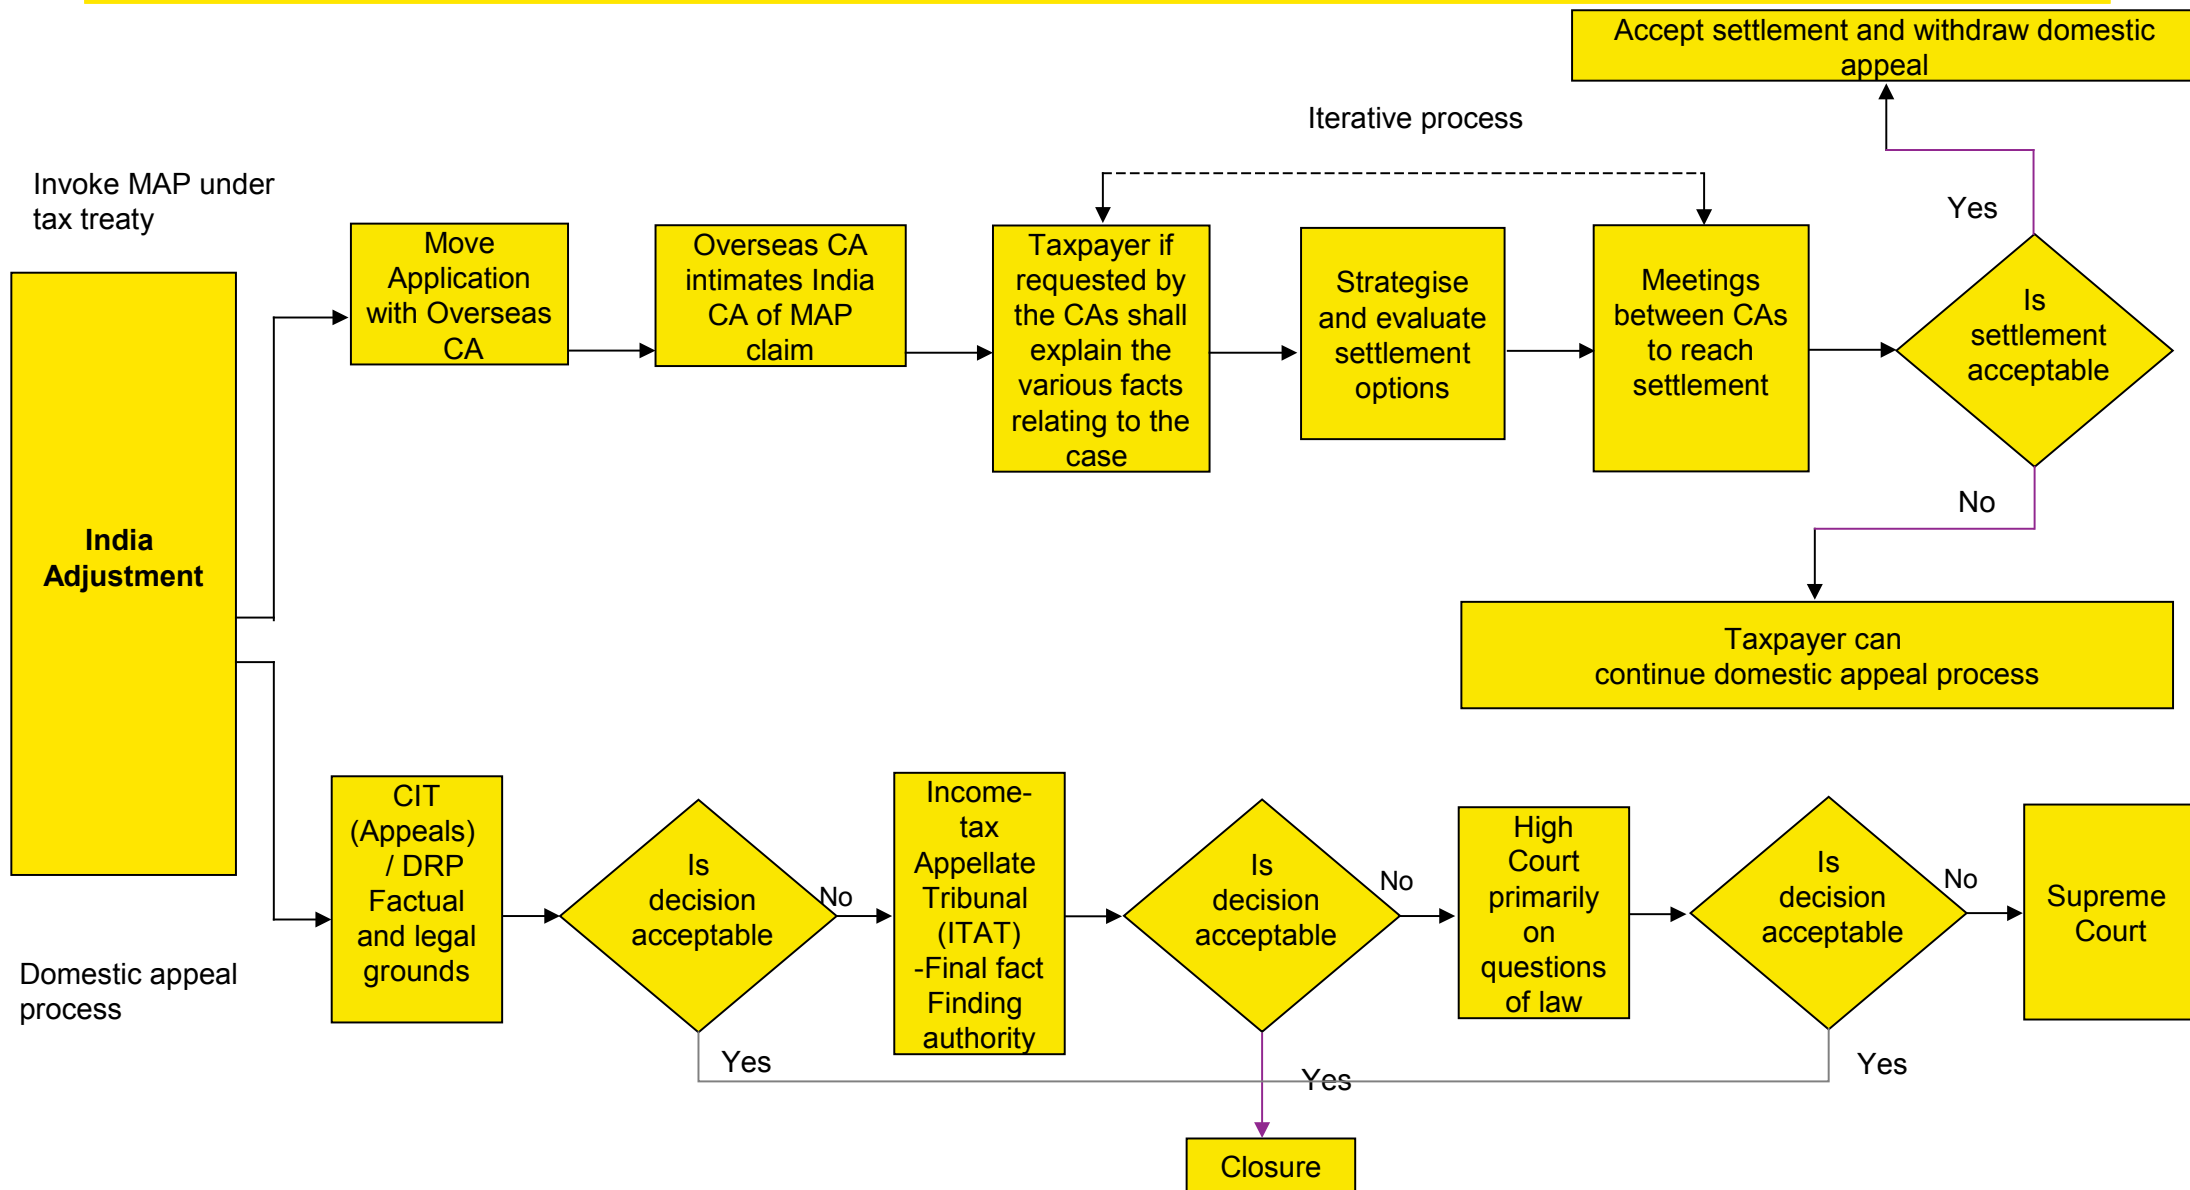 Accept settlement and withdraw domestic
appeal
Iterative process
Invoke MAP under
tax treaty
Yes
Move
Application
with Overseas
CA
Overseas CA
intimates India
CA of MAP
claim
Taxpayer if
requested by
the CAs shall
explain the
various facts
relating to the
case
Strategise
and evaluate
settlement
options
Meetings
between CAs
to reach
settlement
Is
settlement
acceptable
No
India
Adjustment
Taxpayer can
continue domestic appeal process
CIT
(Appeals)
/ DRP
Factual
and legal
grounds
Is
decision
acceptable
No
Income-
tax
Appellate
Tribunal
(ITAT)
-Final fact
Finding
authority
Is
decision
acceptable
No
High
Court
primarily
on
questions
of law
Is
decision
acceptable
No
Supreme
Court
Domestic appeal
process
Yes
Yes
Yes
Closure